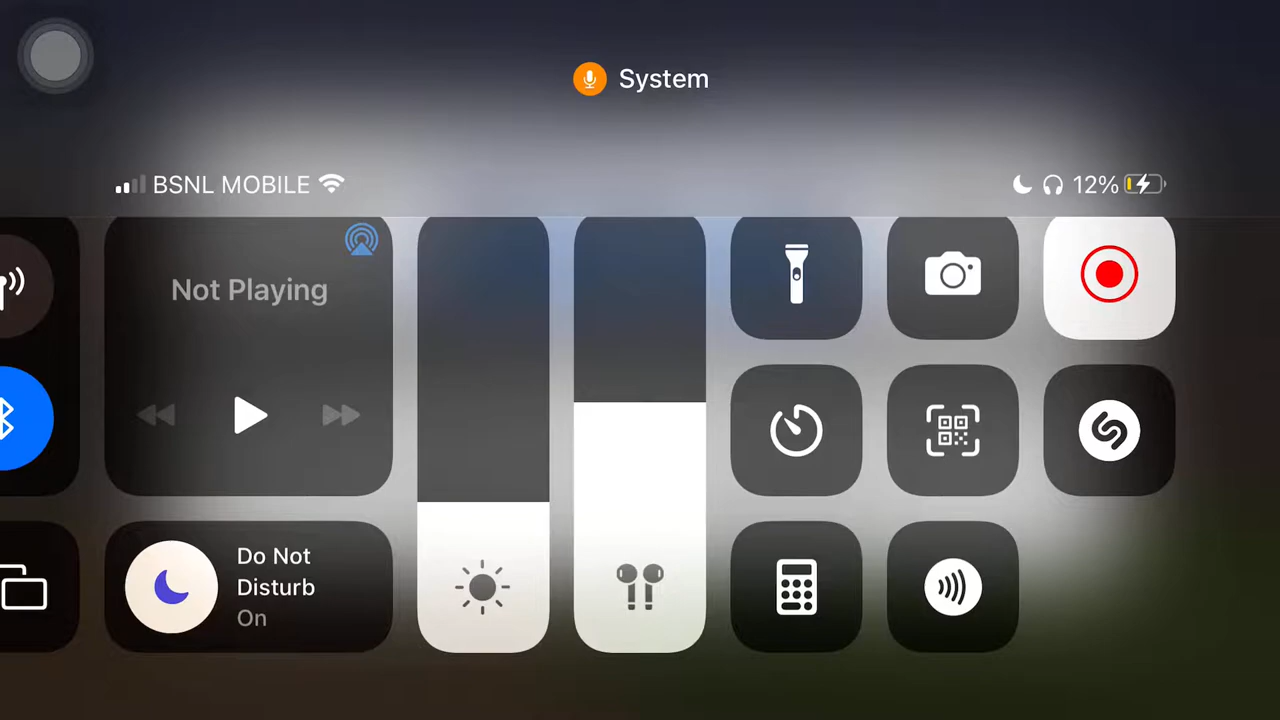 System
BSNL MOBILE
12%
Not Playing
Do Not
Disturb
On